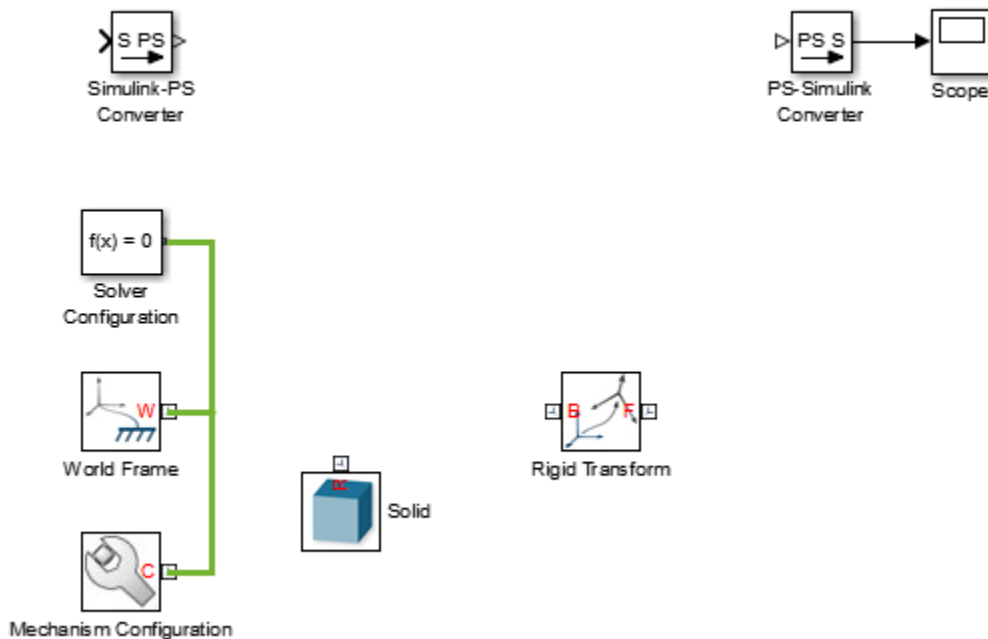 S PS
Simulink-PS
Converter
PS S
PS-Simulink
Converter
Scope
f(x) = 0
Solver
Configuration
W
World Frame
R
Solid
B F
Rigid Transform
C
Mechanism Configuration